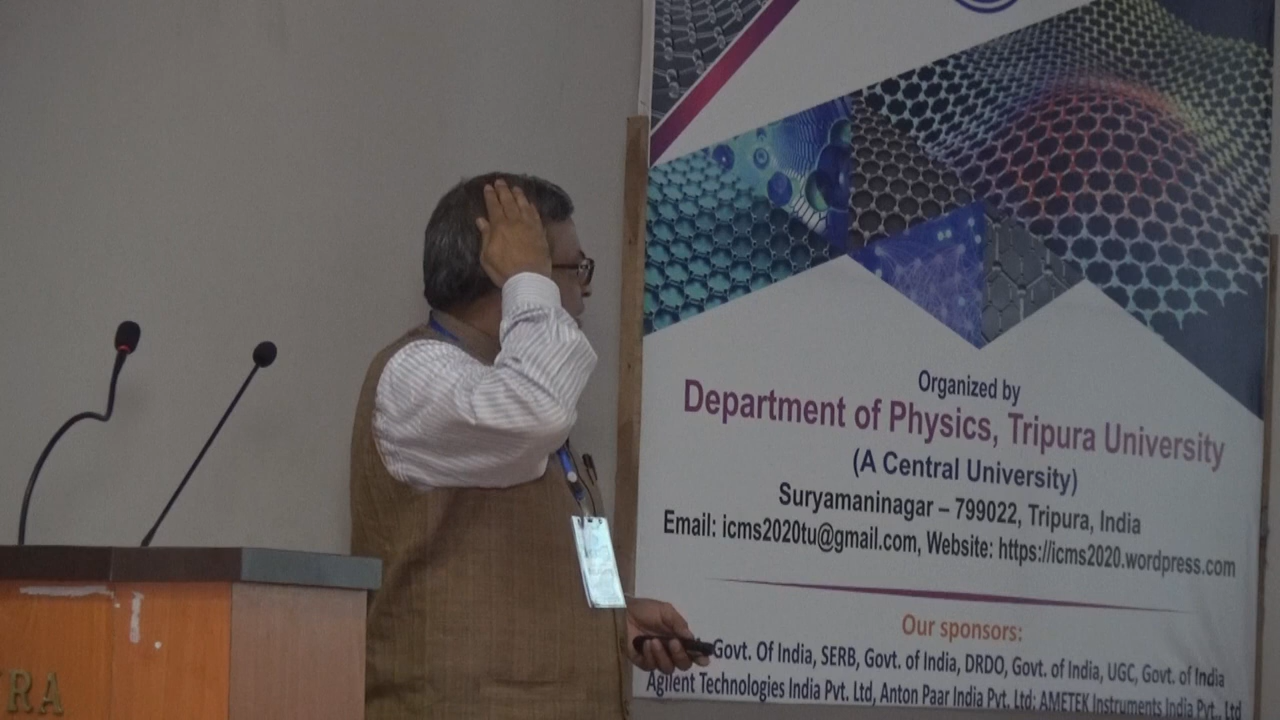 Organized by
Department of Physics, Tripura University
(A Central University)
Suryamaninagar – 799022, Tripura, India
Email: icms2020tu@gmail.com, Website: https://icms2020.wordpress.com
Our sponsors:
Govt. Of India, SERB, Govt. of India, DRDO, Govt. of India, UGC, Govt. of India
Agilent Technologies India Pvt. Ltd, Anton Paar India Pvt. Ltd; AMETEK Instruments India Pvt. Ltd
RA